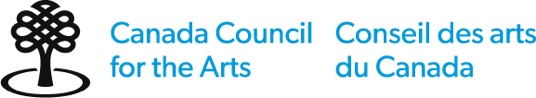 Canada Council
for the Arts
Conseil des arts
du Canada